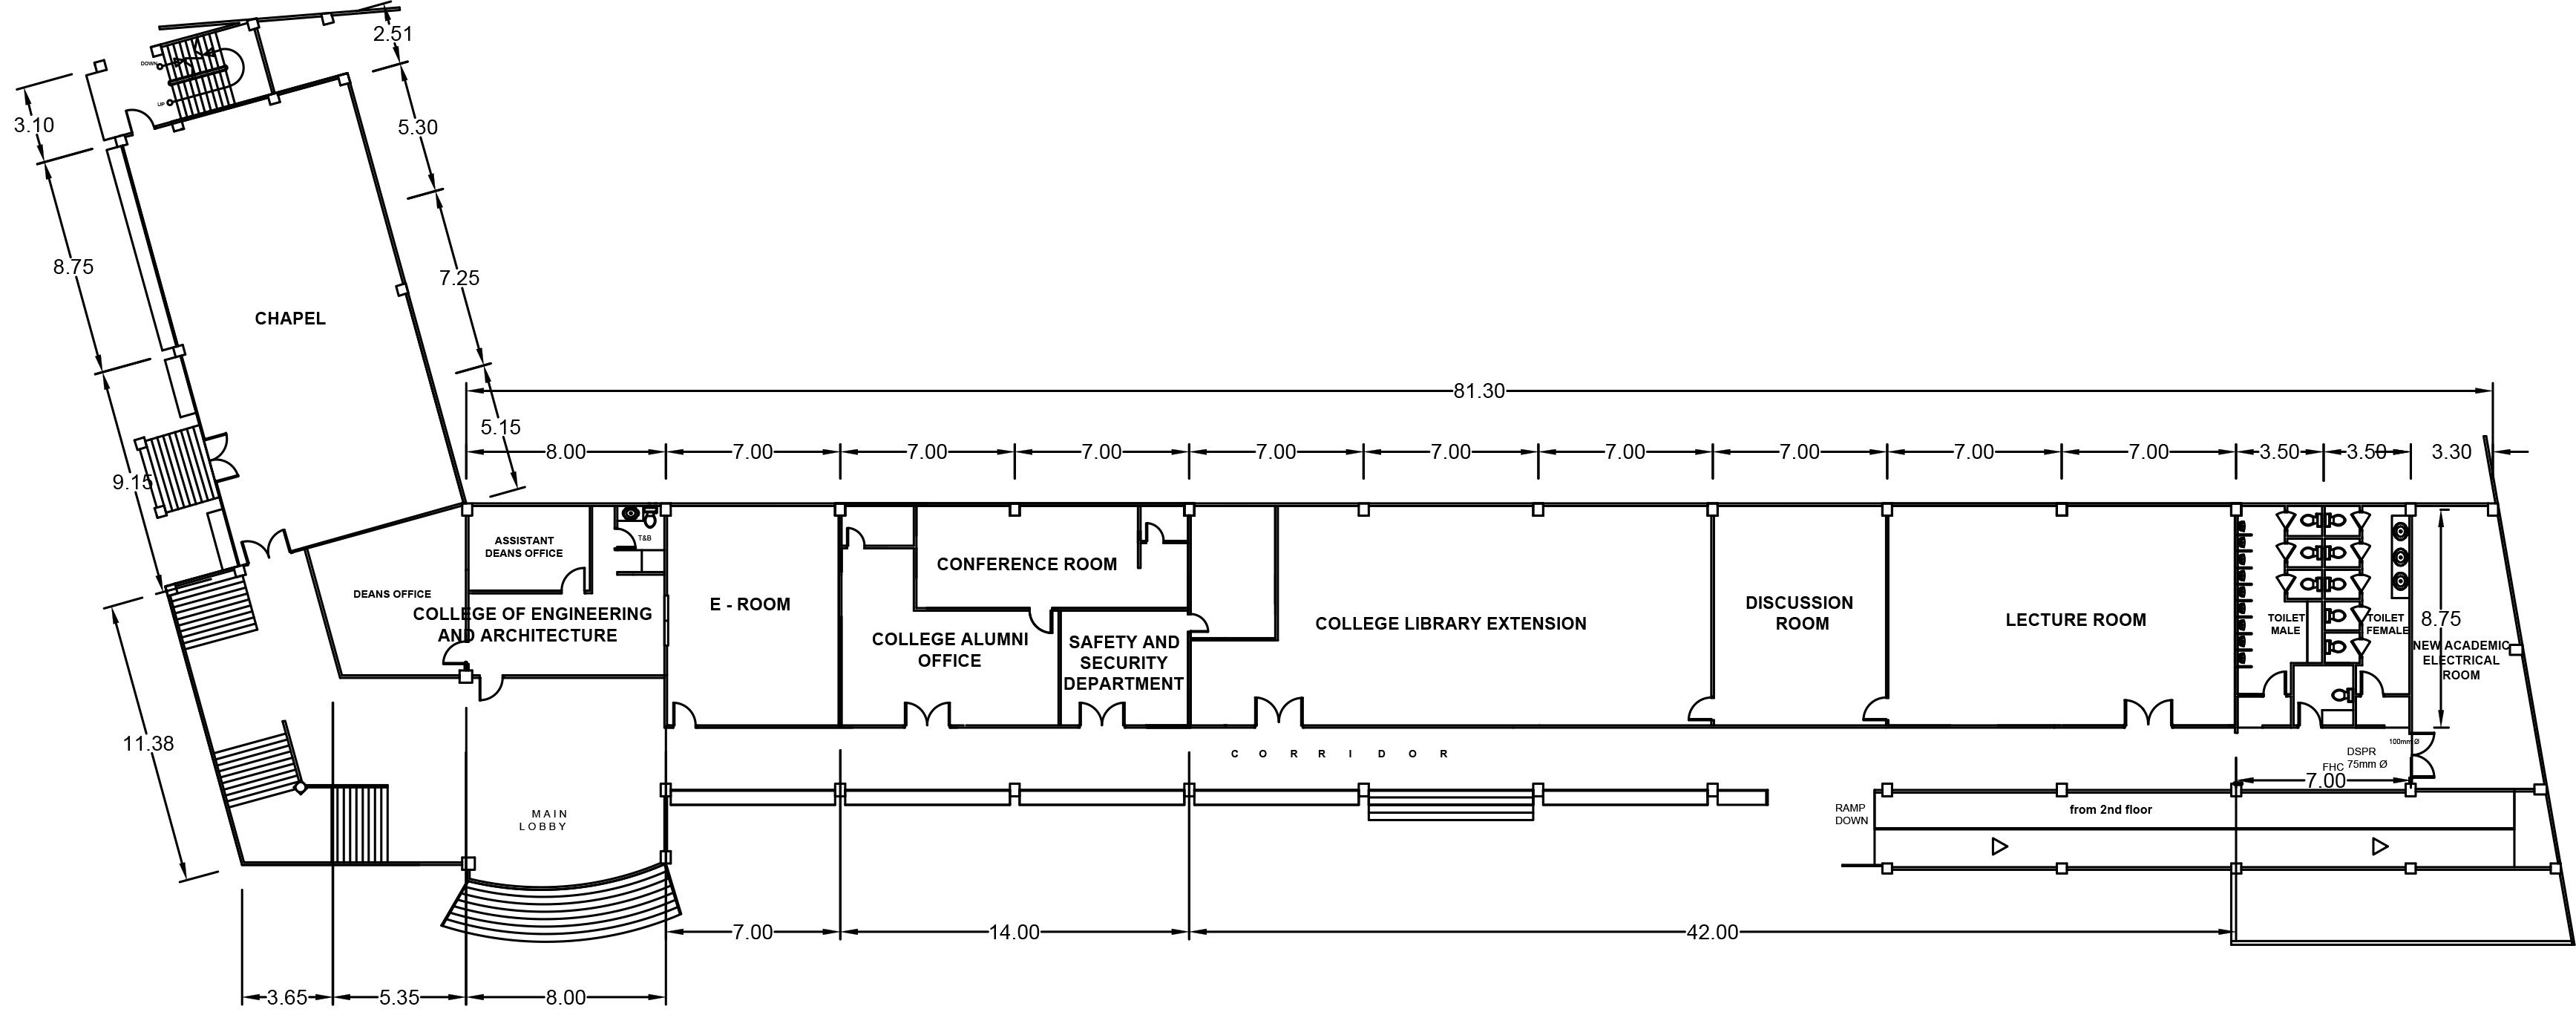 2.51
DOWN
UP
3.10
5.30
8.75
7.25
CHAPEL
81.30
5.15
8.00
7.00
7.00
7.00
7.00
7.00
7.00
7.00
7.00
7.00
3.50
3.50
3.30
9.15
ASSISTANT
DEANS OFFICE
T&B
CONFERENCE ROOM
DEANS OFFICE
COLLEGE OF ENGINEERING
AND ARCHITECTURE
E - ROOM
COLLEGE ALUMNI
OFFICE
SAFETY AND
SECURITY
DEPARTMENT
COLLEGE LIBRARY EXTENSION
DISCUSSION
ROOM
LECTURE ROOM
TOILET
MALE
TOILET
FEMALE
8.75
NEW ACADEMIC
ELECTRICAL
ROOM
11.38
CORRIDOR
100mm Ø
DSPR
75mm Ø
FHC
7.00
MAIN
LOBBY
RAMP
DOWN
from 2nd floor
7.00
14.00
42.00
3.65
5.35
8.00